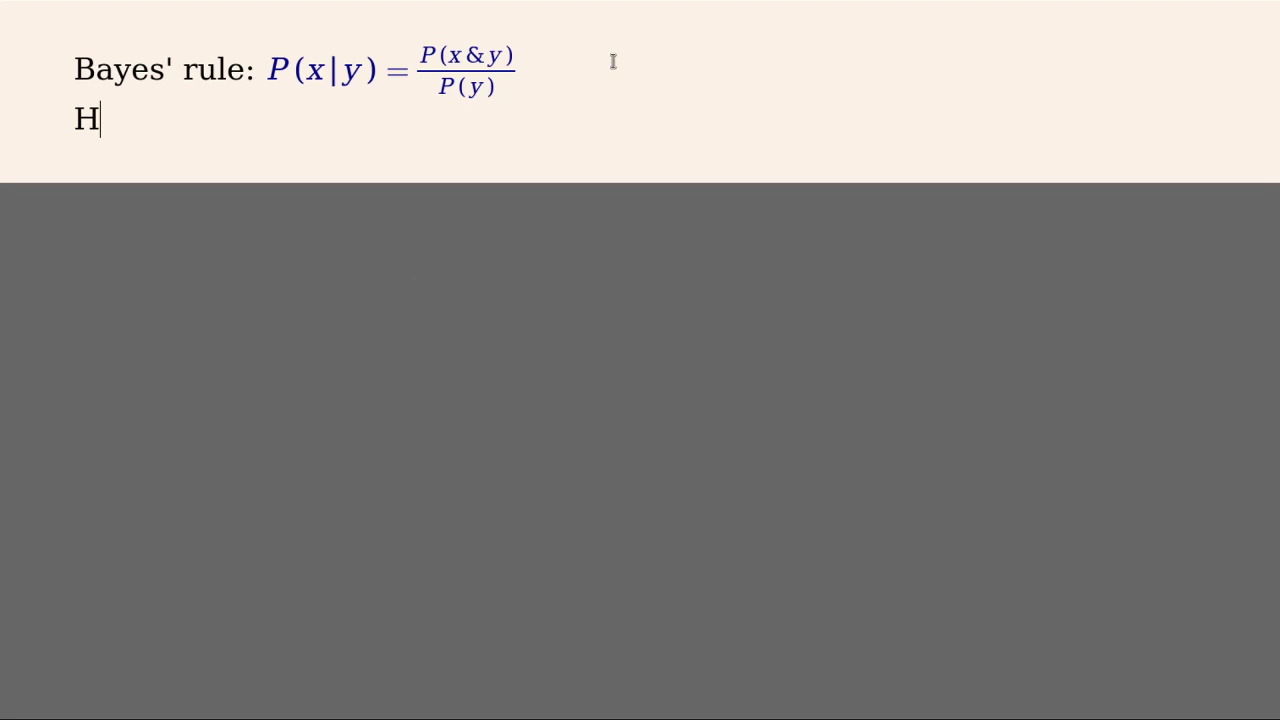 Bayes' rule: P(x|y) = P(x&y)/P(y)
H